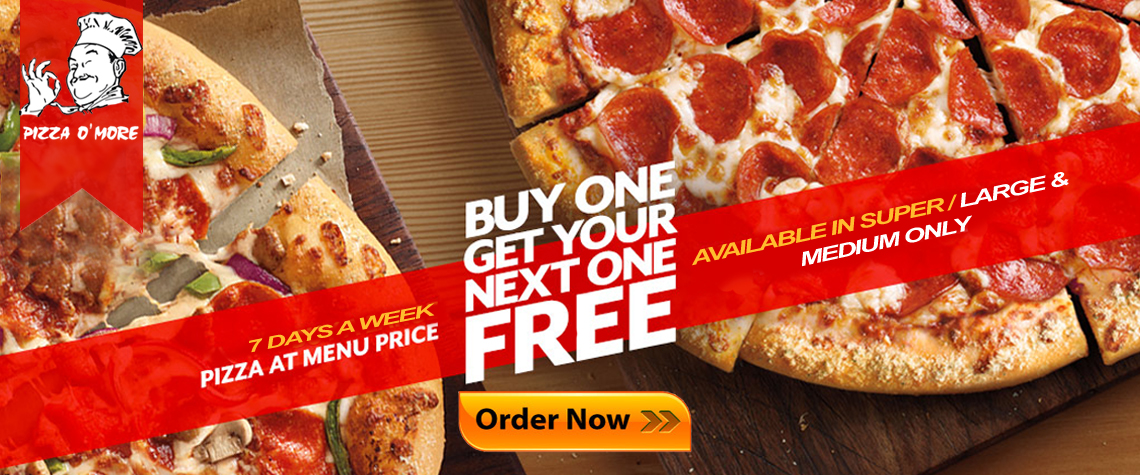 PIZZA O'MORE
BUY ONE
GET YOUR
NEXT ONE
FREE
7 DAYS A WEEK
PIZZA AT MENU PRICE
AVAILABLE IN SUPER / LARGE &
MEDIUM ONLY
Order Now